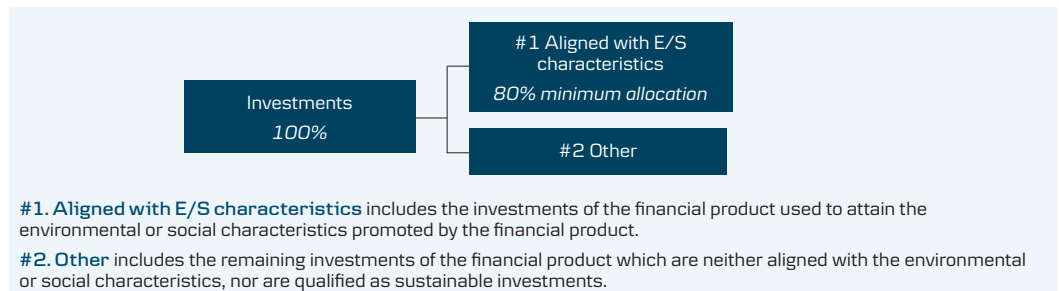 #1 Aligned with E/S
characteristics
80% minimum allocation
Investments
100%
#2 Other
#1. Aligned with E/S characteristics includes the investments of the financial product used to attain the
environmental or social characteristics promoted by the financial product.
#2. Other includes the remaining investments of the financial product which are neither aligned with the environmental
or social characteristics, nor are qualified as sustainable investments.